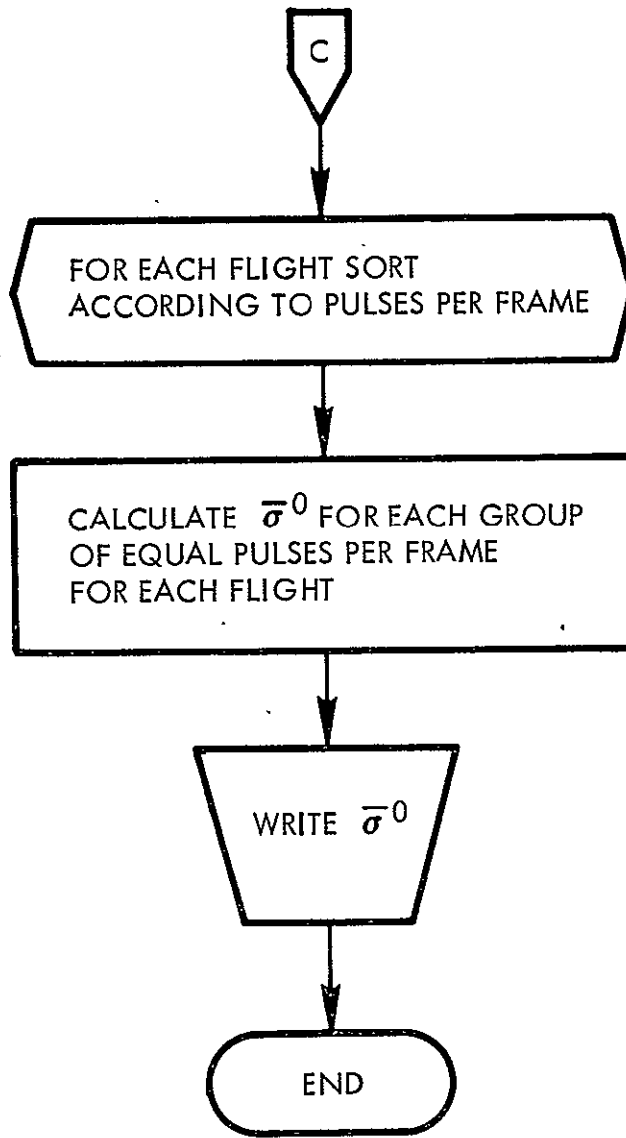 C
FOR EACH FLIGHT SORT
ACCORDING TO PULSES PER FRAME
CALCULATE σ̅⁰ FOR EACH GROUP
OF EQUAL PULSES PER FRAME
FOR EACH FLIGHT
WRITE σ̅⁰
END